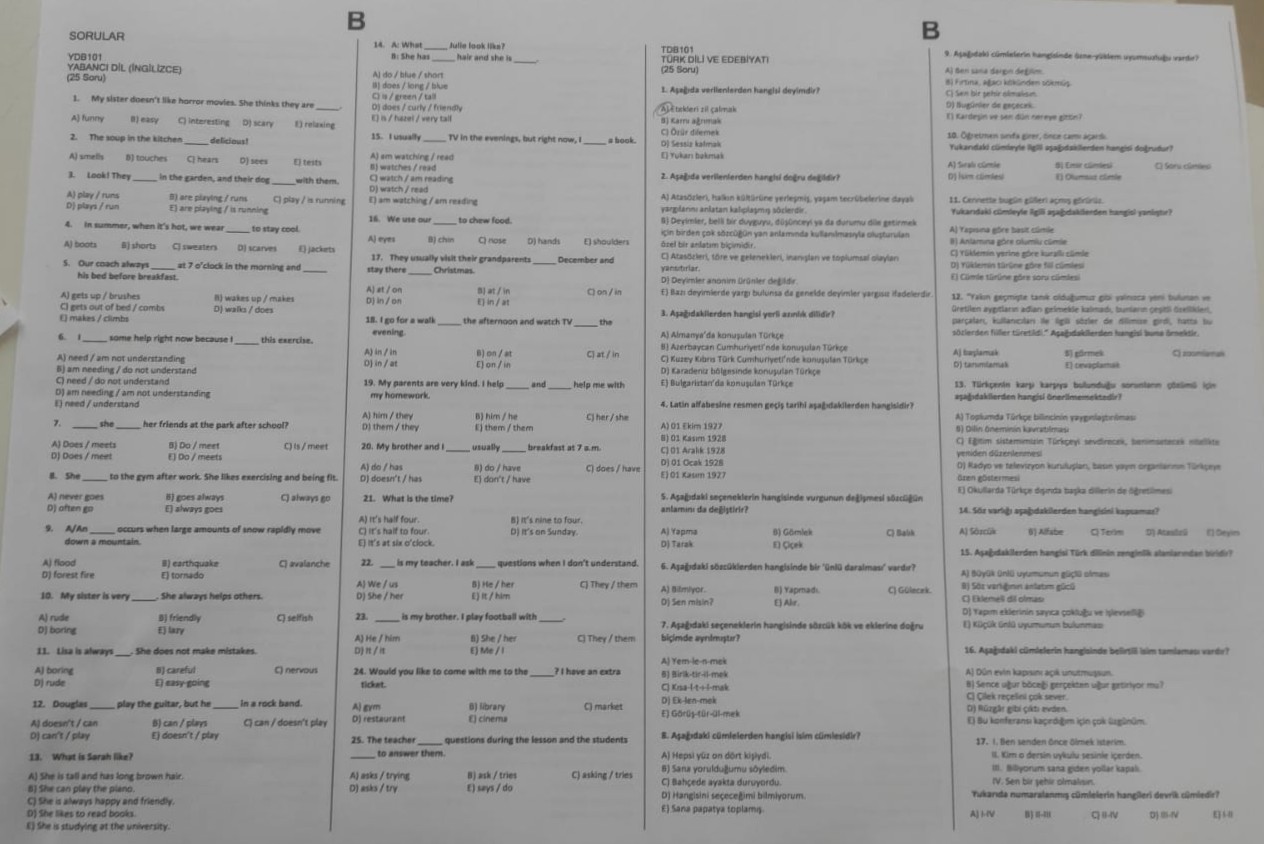 B
SORULAR
YDB101
YABANCI DİL (İNGİLİZCE)
(25 Soru)
1. My sister doesn't like horror movies. She thinks they are _____.
A) funny B) easy C) interesting D) scary E) relaxing
2. The soup in the kitchen _____ delicious!
A) smells B) touches C) hears D) sees E) tests
3. Look! They _____ in the garden, and their dog _____with them.
A) play / runs B) are playing / runs C) play / is running
D) plays / run E) are playing / is running
4. In summer, when it's hot, we wear _____ to stay cool.
A) boots B) shorts C) sweaters D) scarves E) jackets
5. Our coach always _____ at 7 o'clock in the morning and _____
his bed before breakfast.
A) gets up / brushes B) wakes up / makes
C) gets out of bed / combs D) walks / does
E) makes / climbs
6. I _____ some help right now because I _____ this exercise.
A) need / am not understanding
B) am needing / do not understand
C) need / do not understand
D) am needing / am not understanding
E) need / understand
7. _____ she _____ her friends at the park after school?
A) Does / meets B) Do / meet C) Is / meet
D) Does / meet E) Do / meets
8. She _____ to the gym after work. She likes exercising and being fit.
A) never goes B) goes always C) always go
D) often go E) always goes
9. A/An _____ occurs when large amounts of snow rapidly move
down a mountain.
A) flood B) earthquake C) avalanche
D) forest fire E) tornado
10. My sister is very _____. She always helps others.
A) rude B) friendly C) selfish
D) boring E) lazy
11. Lisa is always ___. She does not make mistakes.
A) boring B) careful C) nervous
D) rude E) easy-going
12. Douglas _____ play the guitar, but he _____ in a rock band.
A) doesn't / can B) can / plays C) can / doesn't play
D) can't / play E) doesn't / play
13. What is Sarah like?
A) She is tall and has long brown hair.
B) She can play the piano.
C) She is always happy and friendly.
D) She likes to read books.
E) She is studying at the university.
14. A: What _____ Julie look like?
B: She has _____ hair and she is _____.
A) do / blue / short
B) does / long / blue
C) is / green / tall
D) does / curly / friendly
E) is / hazel / very tall
15. I usually _____ TV in the evenings, but right now, I _____ a book.
A) am watching / read
B) watches / read
C) watch / am reading
D) watch / read
E) am watching / am reading
16. We use our _____ to chew food.
A) eyes B) chin C) nose D) hands E) shoulders
17. They usually visit their grandparents _____ December and
stay there _____ Christmas.
A) at / on B) at / in C) on / in
D) in / on E) in / at
18. I go for a walk _____ the afternoon and watch TV _____ the
evening.
A) in / in B) on / at C) at / in
D) in / at E) on / in
19. My parents are very kind. I help _____ and _____ help me with
my homework.
A) him / they B) him / he C) her / she
D) them / they E) them / them
20. My brother and I _____ usually _____ breakfast at 7 a.m.
A) do / has B) do / have C) does / have
D) doesn't / has E) don't / have
21. What is the time?
A) It's half four. B) It's nine to four.
C) It's half to four. D) It's on Sunday.
E) It's at six o'clock.
22. ___ is my teacher. I ask ____ questions when I don't understand.
A) We / us B) He / her C) They / them
D) She / her E) It / him
23. _____ is my brother. I play football with _____.
A) He / him B) She / her C) They / them
D) It / it E) Me / I
24. Would you like to come with me to the _____? I have an extra
ticket.
A) gym B) library C) market
D) restaurant E) cinema
25. The teacher _____ questions during the lesson and the students
_____ to answer them.
A) asks / trying B) ask / tries C) asking / tries
D) asks / try E) says / do
B
TDB101
TÜRK DİLİ VE EDEBİYATI
(25 Soru)
1. Aşağıda verilenlerden hangisi deyimdir?
A) Etekleri zil çalmak
B) Karnı ağrımak
C) Özür dilemek
D) Sessiz kalmak
E) Yukarı bakmak
2. Aşağıda verilenlerden hangisi doğru değildir?
A) Atasözleri, halkın kültürüne yerleşmiş, yaşam tecrübelerine dayalı
yargılarını anlatan kalıplaşmış sözlerdir.
B) Deyimler, belli bir duyguyu, düşünceyi ya da durumu dile getirmek
için birden çok sözcüğün yan anlamında kullanılmasıyla oluşturulan
özel bir anlatım biçimidir.
C) Atasözleri, töre ve gelenekleri, inanışları ve toplumsal olayları
yansıtırlar.
D) Deyimler anonim ürünler değildir.
E) Bazı deyimlerde yargı bulunsa da genelde deyimler yargısız ifadelerdir.
3. Aşağıdakilerden hangisi yerli azınlık dilidir?
A) Almanya'da konuşulan Türkçe
B) Azerbaycan Cumhuriyeti'nde konuşulan Türkçe
C) Kuzey Kıbrıs Türk Cumhuriyeti'nde konuşulan Türkçe
D) Karadeniz bölgesinde konuşulan Türkçe
E) Bulgaristan'da konuşulan Türkçe
4. Latin alfabesine resmen geçiş tarihi aşağıdakilerden hangisidir?
A) 01 Ekim 1927
B) 01 Kasım 1928
C) 01 Aralık 1928
D) 01 Ocak 1928
E) 01 Kasım 1927
5. Aşağıdaki seçeneklerin hangisinde vurgunun değişmesi sözcüğün
anlamını da değiştirir?
A) Yapma B) Gömlek C) Balık
D) Tarak E) Çiçek
6. Aşağıdaki sözcüklerden hangisinde bir 'ünlü daralması' vardır?
A) Bilmiyor. B) Yapmadı. C) Gülecek.
D) Sen misin? E) Alır.
7. Aşağıdaki seçeneklerin hangisinde sözcük kök ve eklerine doğru
biçimde ayrılmıştır?
A) Yem-le-n-mek
B) Birik-tir-il-mek
C) Kısa-l-t-ı-l-mak
D) Ek-len-mek
E) Görüş-tür-ül-mek
8. Aşağıdaki cümlelerden hangisi isim cümlesidir?
A) Hepsi yüz on dört kişiydi.
B) Sana yorulduğumu söyledim.
C) Bahçede ayakta duruyordu.
D) Hangisini seçeceğimi bilmiyorum.
E) Sana papatya toplamış.
9. Aşağıdaki cümlelerin hangisinde özne-yüklem uyumsuzluğu vardır?
A) Ben sana dargın değilim.
B) Fırtına, ağacı kökünden sökmüş.
C) Sen bir şehir olmalısın.
D) Bugünler de geçecek.
E) Kardeşin ve sen dün nereye gittin?
10. Öğretmen sınıfa girer, önce camı açardı.
Yukarıdaki cümleyle ilgili aşağıdakilerden hangisi doğrudur?
A) Sıralı cümle B) Emir cümlesi C) Soru cümlesi
D) İsim cümlesi E) Olumsuz cümle
11. Cennette bugün gülleri açmış görürüz.
Yukarıdaki cümleyle ilgili aşağıdakilerden hangisi yanlıştır?
A) Yapısına göre basit cümle
B) Anlamına göre olumlu cümle
C) Yüklemin yerine göre kurallı cümle
D) Yüklemin türüne göre fiil cümlesi
E) Cümle türüne göre soru cümlesi
12. "Yakın geçmişte tanık olduğumuz gibi yalnızca yeni bulunan ve
üretilen aygıtların adları gelmekle kalmadı, bunların çeşitli özellikleri,
parçaları, kullanıcıları ile ilgili sözler de dilimize girdi, hatta bu
sözlerden fiiller türetildi." Aşağıdakilerden hangisi buna örnektir.
A) başlamak B) görmek C) zoomlamak
D) tanımlamak E) cevaplamak
13. Türkçenin karşı karşıya bulunduğu sorunların çözümü için
aşağıdakilerden hangisi önerilmemektedir?
A) Toplumda Türkçe bilincinin yaygınlaştırılması
B) Dilin öneminin kavratılması
C) Eğitim sistemimizin Türkçeyi sevdirecek, benimsetecek nitelikte
yeniden düzenlenmesi
D) Radyo ve televizyon kuruluşları, basın yayın organlarının Türkçeye
özen göstermesi
E) Okullarda Türkçe dışında başka dillerin de öğretilmesi
14. Söz varlığı aşağıdakilerden hangisini kapsamaz?
A) Sözcük B) Alfabe C) Terim D) Atasözü E) Deyim
15. Aşağıdakilerden hangisi Türk dilinin zenginlik alanlarından biridir?
A) Büyük ünlü uyumunun güçlü olması
B) Söz varlığının anlatım gücü
C) Eklemeli dil olması
D) Yapım eklerinin sayıca çokluğu ve işlevselliği
E) Küçük ünlü uyumunun bulunması
16. Aşağıdaki cümlelerin hangisinde belirtili isim tamlaması vardır?
A) Dün evin kapısını açık unutmuşsun.
B) Sence uğur böceği gerçekten uğur getiriyor mu?
C) Çilek reçelini çok sever.
D) Rüzgâr gibi çıktı evden.
E) Bu konferansı kaçırdığım için çok üzgünüm.
17. I. Ben senden önce ölmek isterim.
II. Kim o dersin uykulu sesinle içerden.
III. Biliyorum sana giden yollar kapalı.
IV. Sen bir şehir olmalısın.
Yukarıda numaralanmış cümlelerin hangileri devrik cümledir?
A) I-IV B) II-III C) II-IV D) III-IV E) I-II